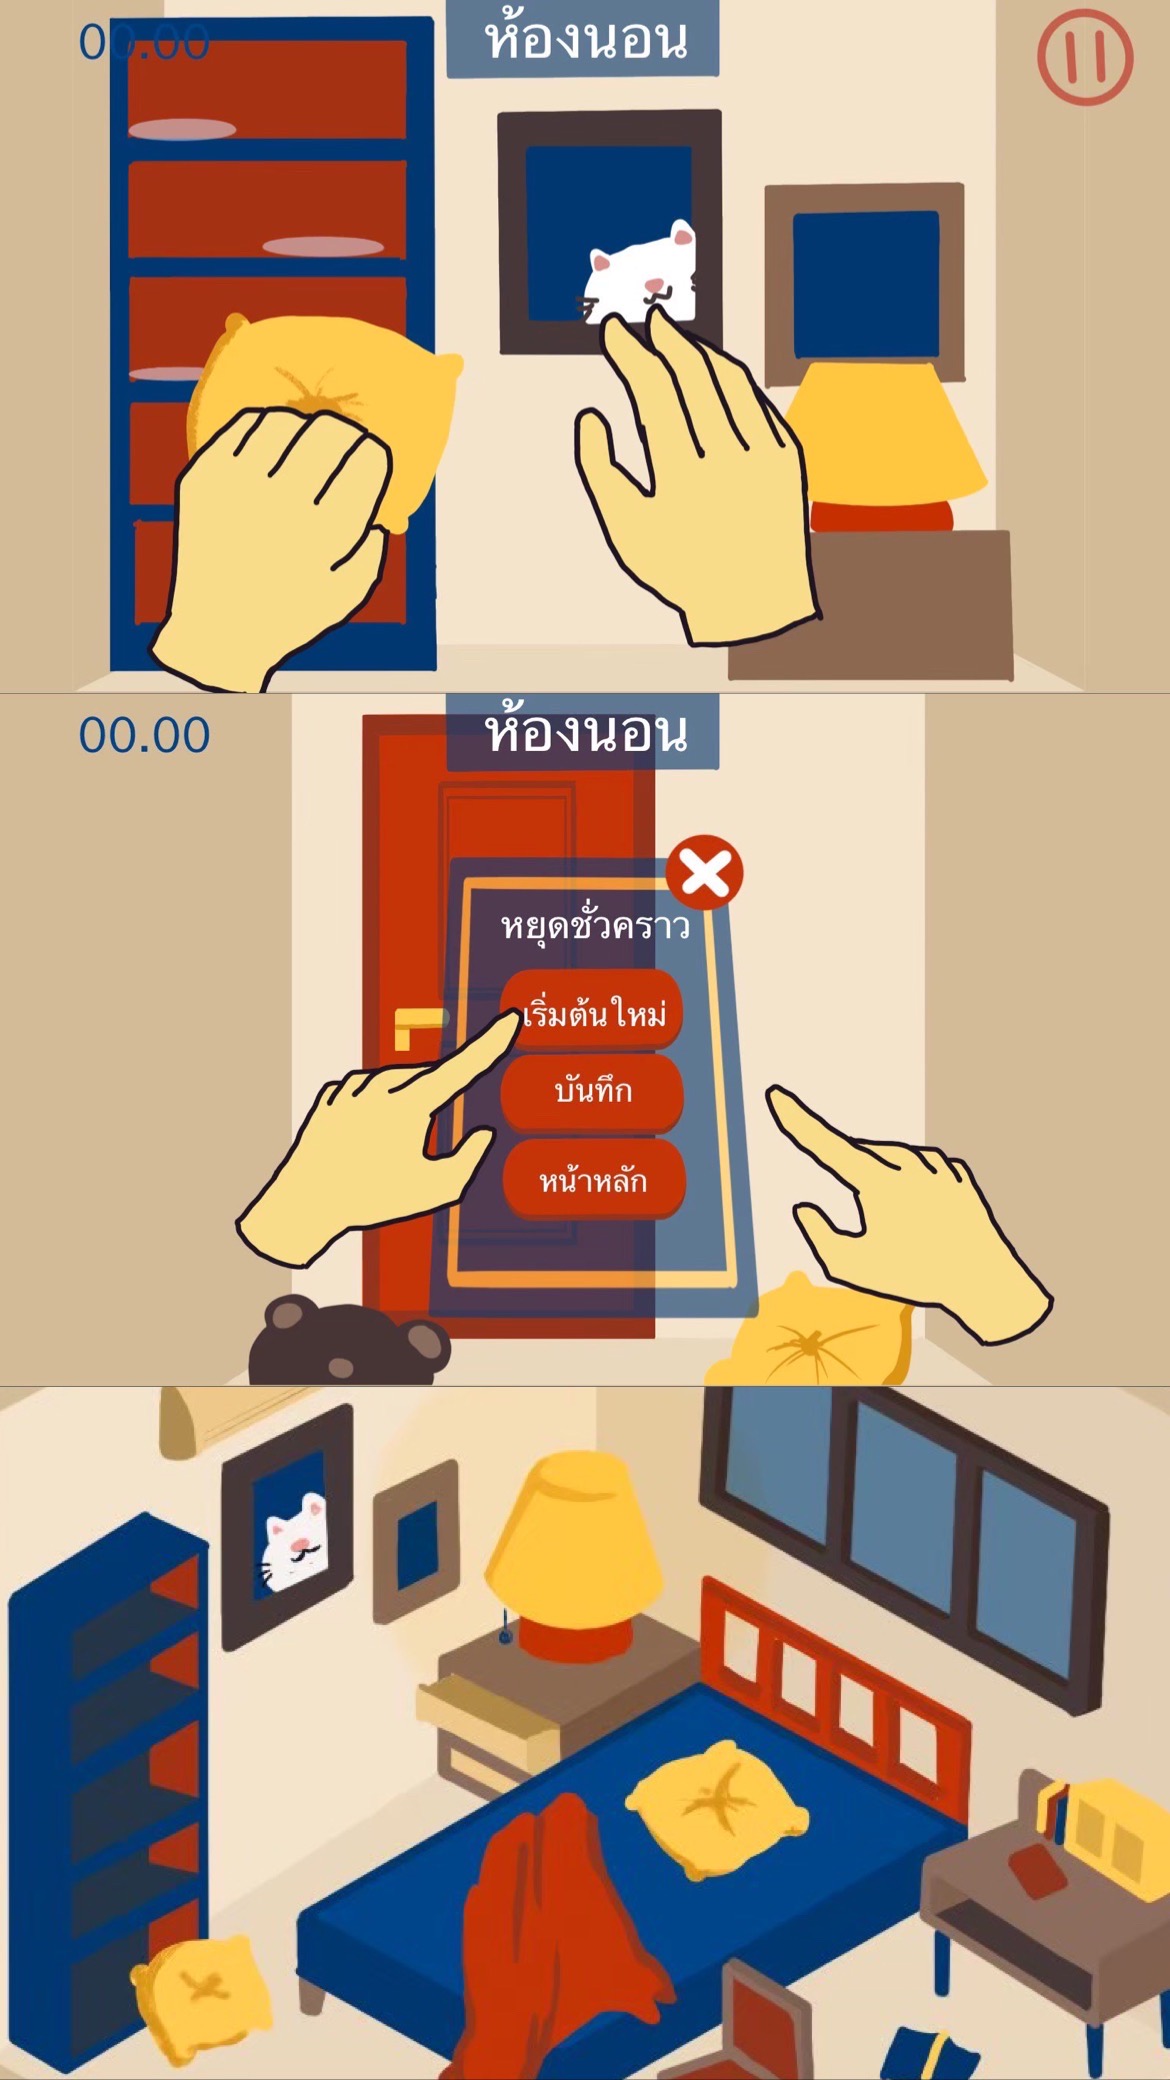 00.00
ห้องนอน
00.00
ห้องนอน
หยุดชั่วคราว
เริ่มต้นใหม่
บันทึก
หน้าหลัก